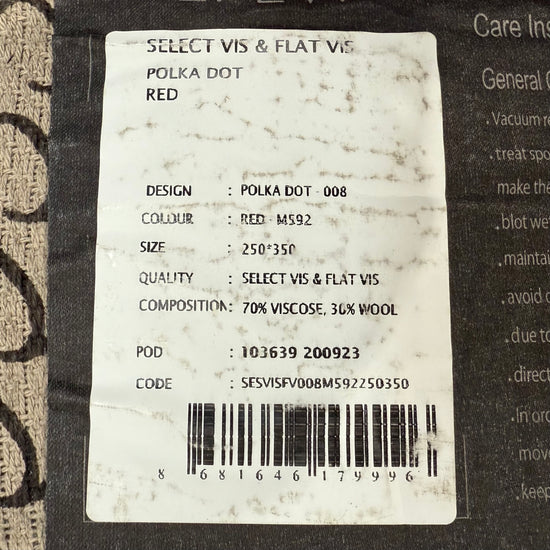 SELECT VIS & FLAT VIS
POLKA DOT
RED
DESIGN : POLKA DOT - 008
COLOUR : RED - M592
SIZE : 250*350
QUALITY : SELECT VIS & FLAT VIS
COMPOSITION : 70% VISCOSE, 30% WOOL
POD : 103639 200923
CODE : SESVISFV008M592250350
8 681646 179996
Care Ins
General
.Vacuum re
.treat spo
make the
.blot we
.maintai
.avoid
due to
direct
.In or
move
.keep